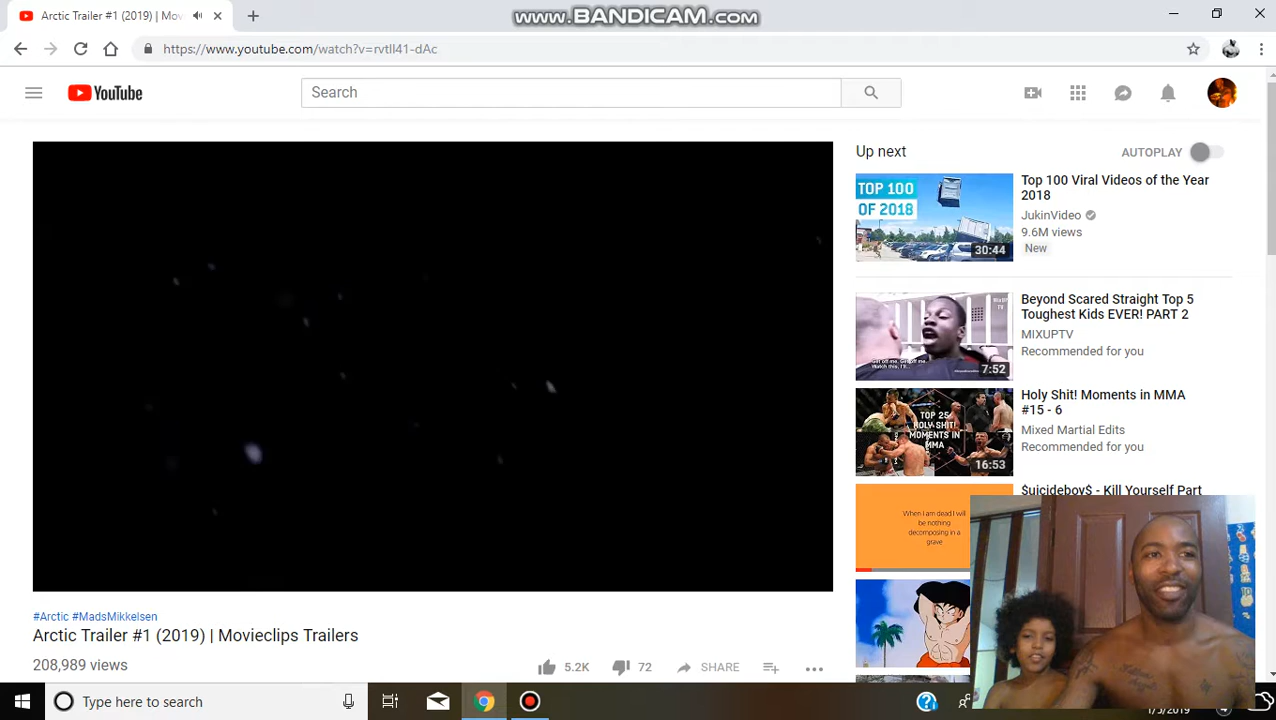 Arctic Trailer #1 (2019) | Mov
WWW.BANDICAM.COM
https://www.youtube.com/watch?v=rvtlI41-dAc
YouTube
Search
Up next
AUTOPLAY
TOP 100
OF 2018
30:44
Top 100 Viral Videos of the Year
2018
JukinVideo
9.6M views
New
7:52
Beyond Scared Straight Top 5
Toughest Kids EVER! PART 2
MIXUPTV
Recommended for you
TOP 25
HOLY SHIT!
MOMENTS IN
MMA
16:53
Holy Shit! Moments in MMA
#15 - 6
Mixed Martial Edits
Recommended for you
When I am dead I will
be nothing
decomposing in a
grave
$uicideboy$ - Kill Yourself Part
#Arctic #MadsMikkelsen
Arctic Trailer #1 (2019) | Movieclips Trailers
208,989 views
5.2K
72
SHARE
Type here to search